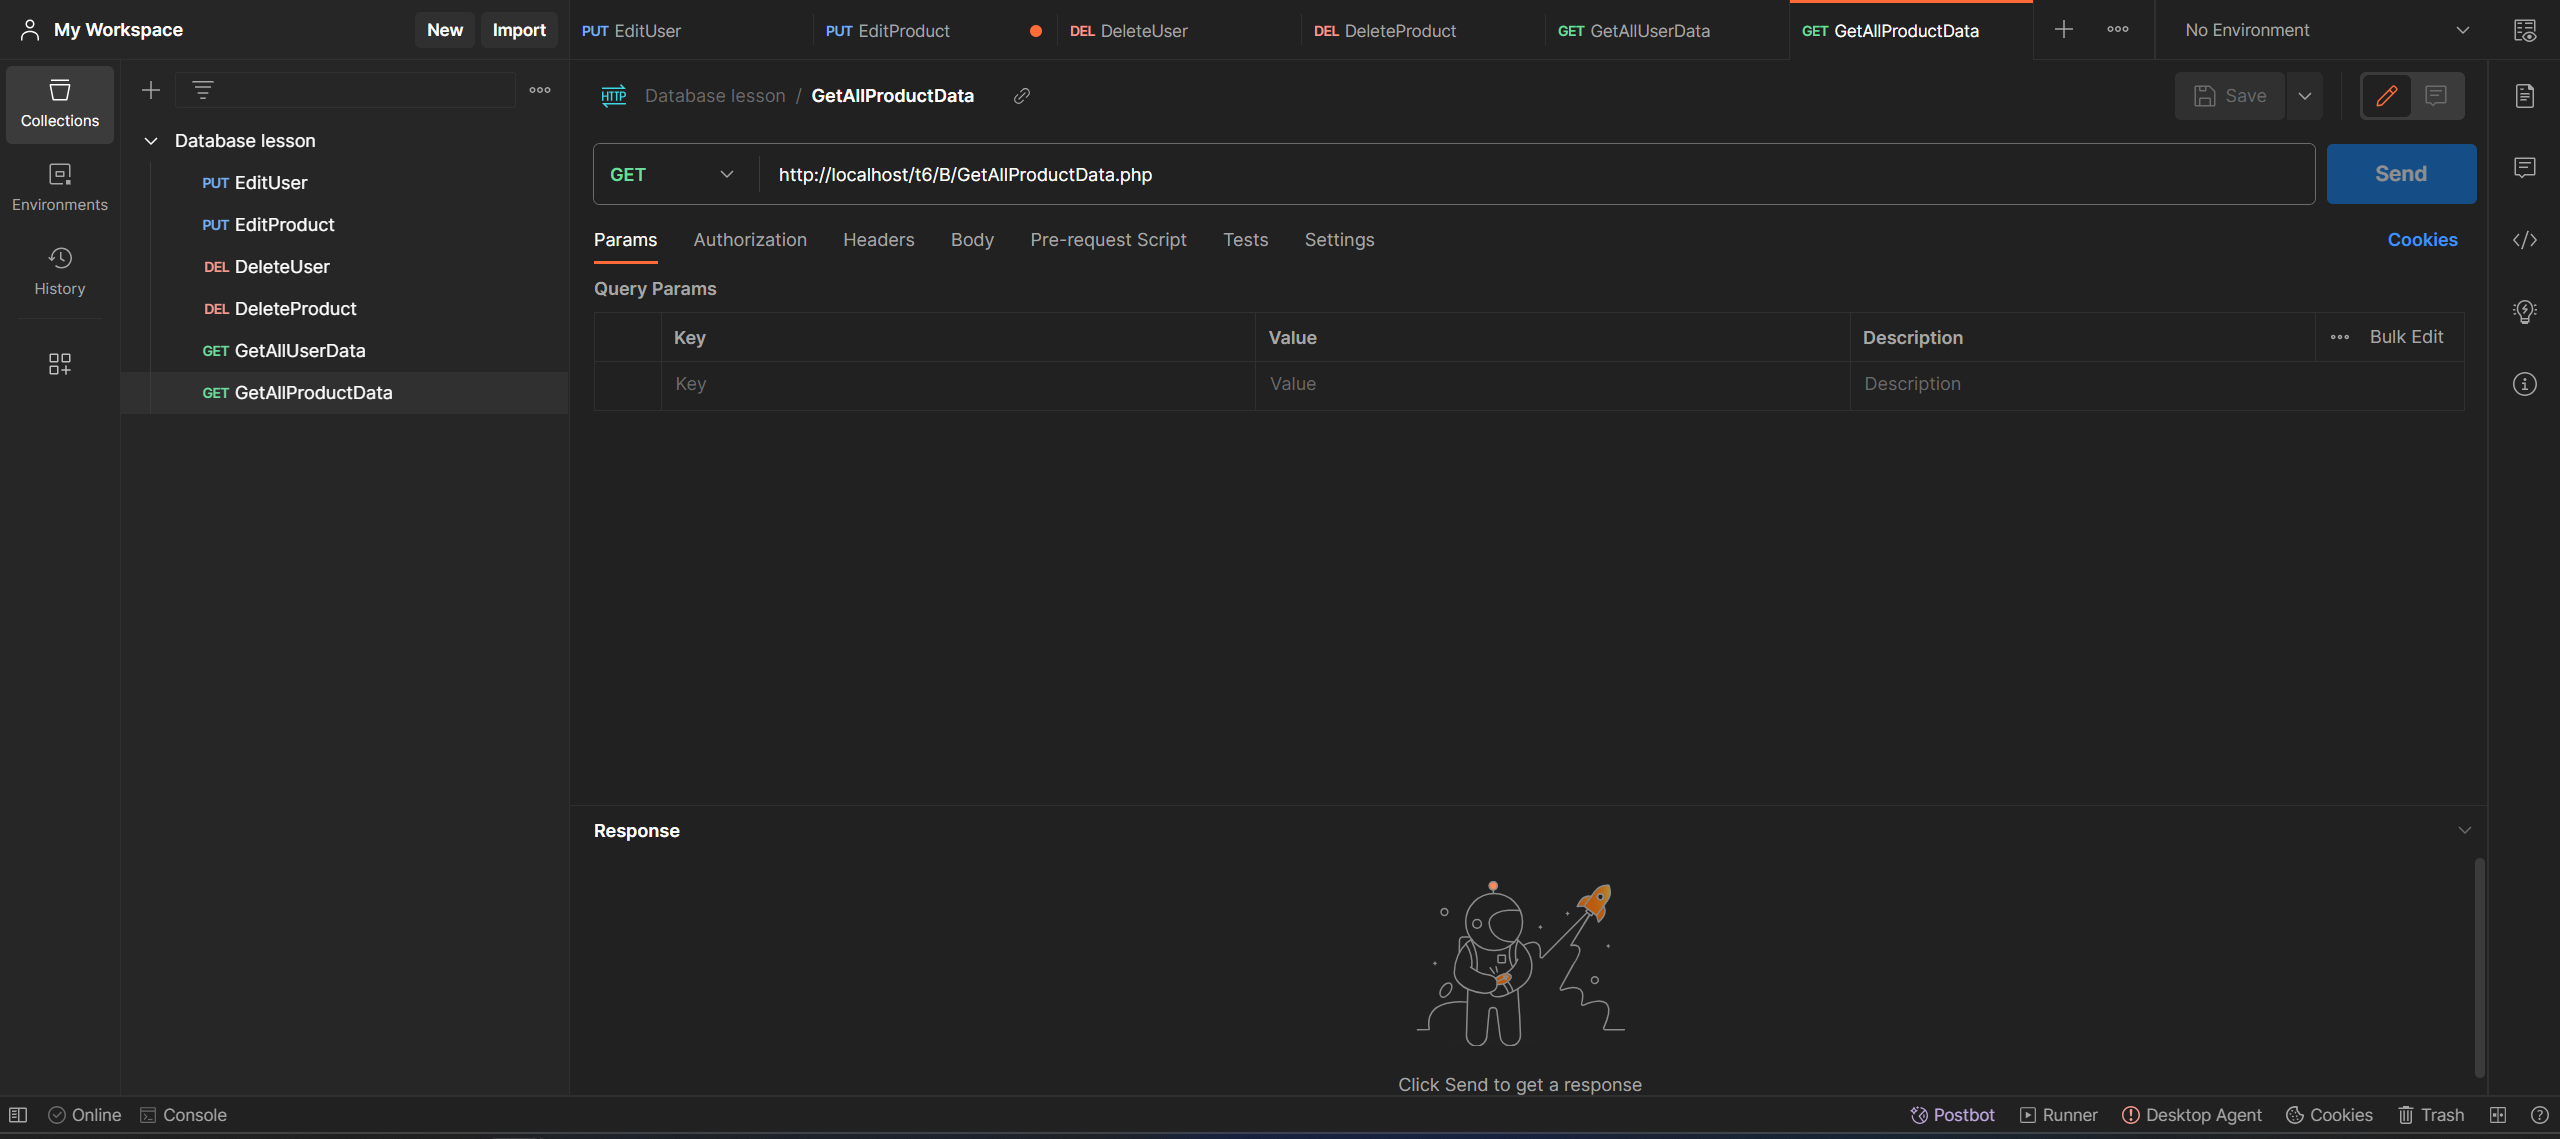 My Workspace New Import PUT EditUser PUT EditProduct DEL DeleteUser DEL DeleteProduct GET GetAllUserData GET GetAllProductData No Environment
Collections
Environments
History
Database lesson
PUT EditUser
PUT EditProduct
DEL DeleteUser
DEL DeleteProduct
GET GetAllUserData
GET GetAllProductData
HTTP Database lesson / GetAllProductData Save
GET http://localhost/t6/B/GetAllProductData.php Send
Params Authorization Headers Body Pre-request Script Tests Settings Cookies
Query Params
Key Value Description Bulk Edit
Key Value Description
Response
Click Send to get a response
Online Console Postbot Runner Desktop Agent Cookies Trash